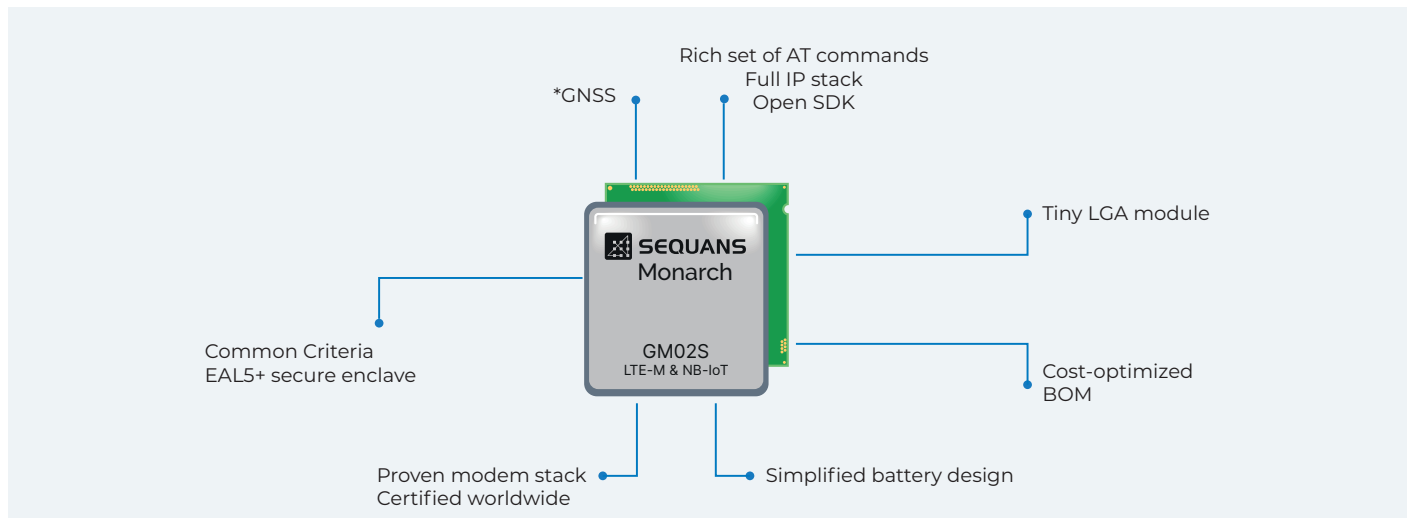 Rich set of AT commands
Full IP stack
Open SDK
*GNSS
Tiny LGA module
SEQUANS
Monarch
GM02S
LTE-M & NB-IoT
Common Criteria
EAL5+ secure enclave
Cost-optimized
BOM
Proven modem stack
Certified worldwide
Simplified battery design